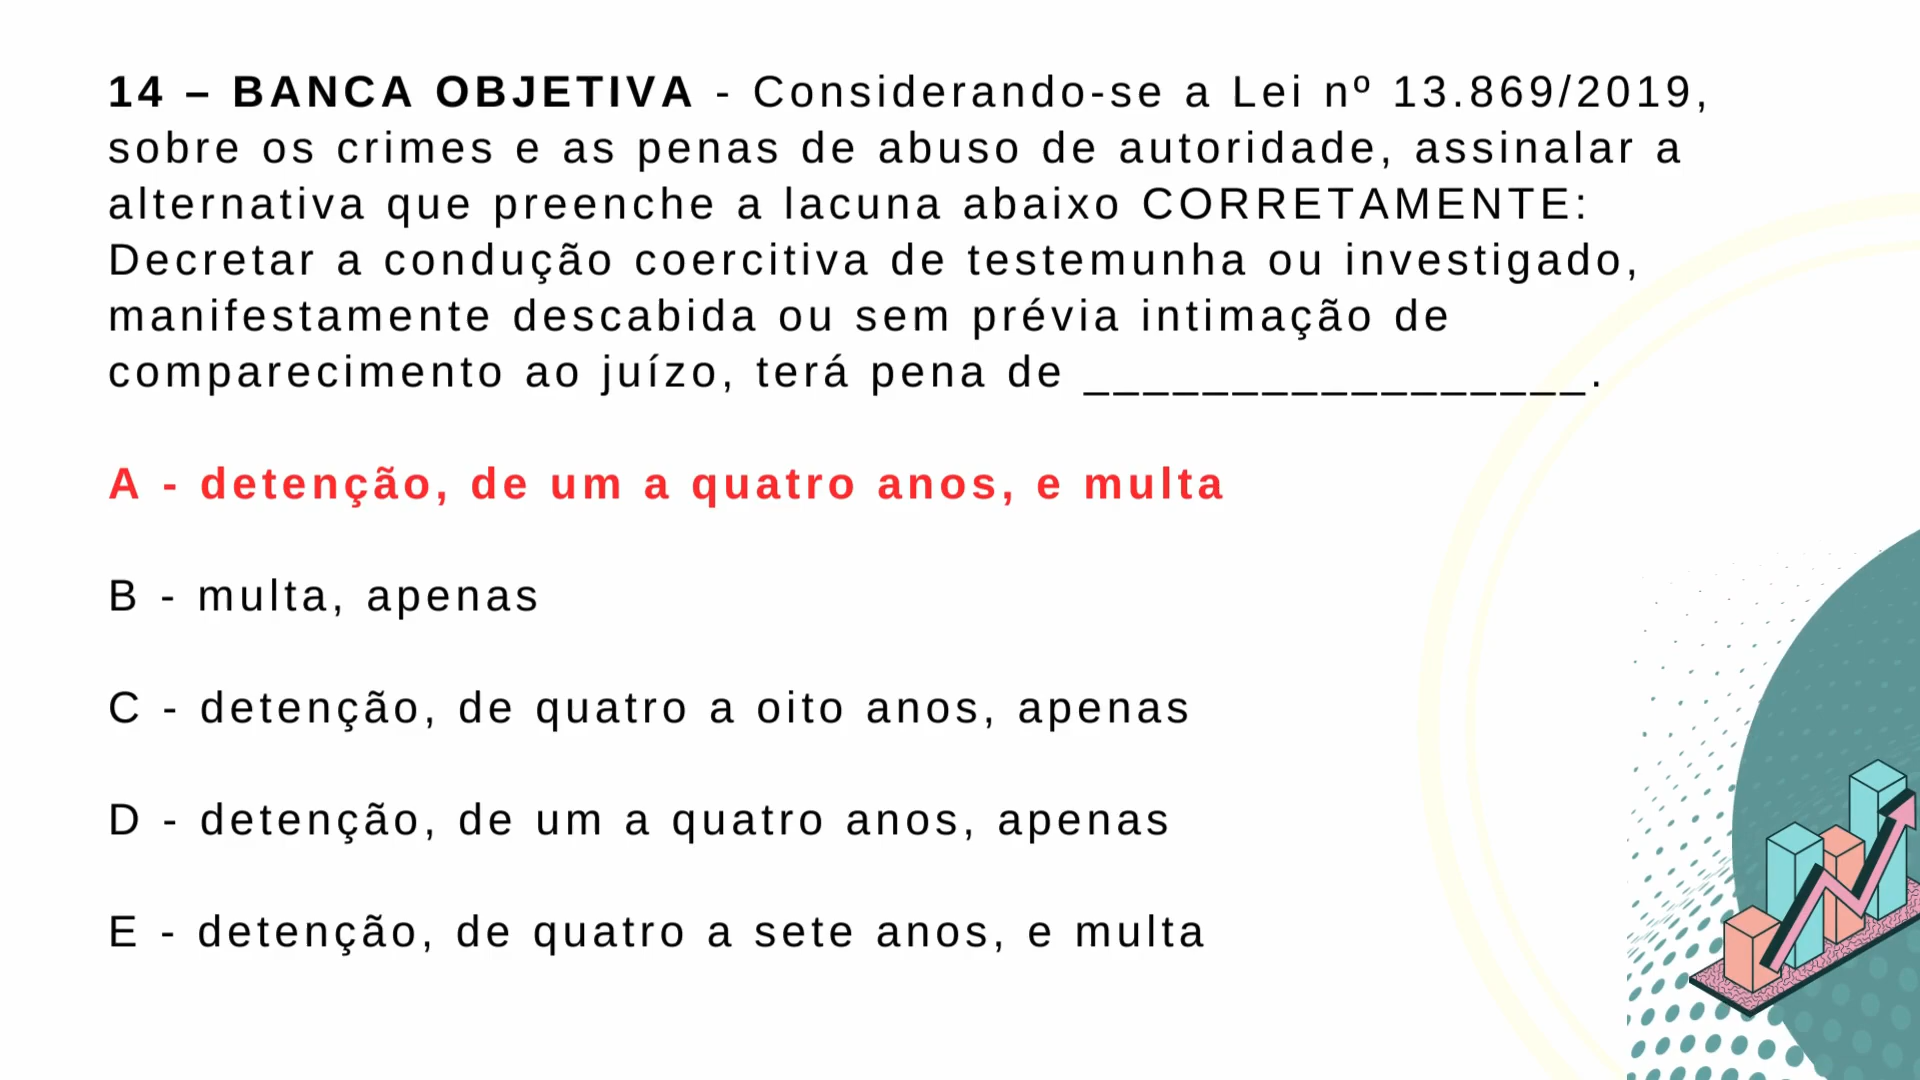 14 – BANCA OBJETIVA - Considerando-se a Lei nº 13.869/2019,
sobre os crimes e as penas de abuso de autoridade, assinalar a
alternativa que preenche a lacuna abaixo CORRETAMENTE:
Decretar a condução coercitiva de testemunha ou investigado,
manifestamente descabida ou sem prévia intimação de
comparecimento ao juízo, terá pena de _________________.
A - detenção, de um a quatro anos, e multa
B - multa, apenas
C - detenção, de quatro a oito anos, apenas
D - detenção, de um a quatro anos, apenas
E - detenção, de quatro a sete anos, e multa